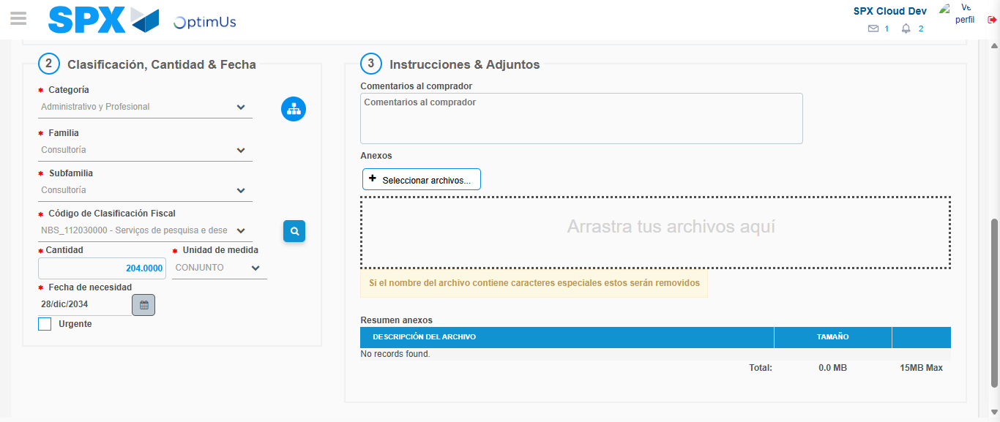 SPX
OptimUs
SPX Cloud Dev
1
2
Ve
perfil
2 Clasificación, Cantidad & Fecha
* Categoría
Administrativo y Profesional
* Familia
Consultoría
* Subfamilia
Consultoría
* Código de Clasificación Fiscal
NBS_112030000 - Serviços de pesquisa e dese
* Cantidad
* Unidad de medida
204.0000
CONJUNTO
* Fecha de necesidad
28/dic/2034
Urgente
3 Instrucciones & Adjuntos
Comentarios al comprador
Comentarios al comprador
Anexos
+ Seleccionar archivos...
Arrastra tus archivos aquí
Si el nombre del archivo contiene caracteres especiales estos serán removidos
Resumen anexos
DESCRIPCIÓN DEL ARCHIVO TAMAÑO
No records found.
Total: 0.0 MB 15MB Max